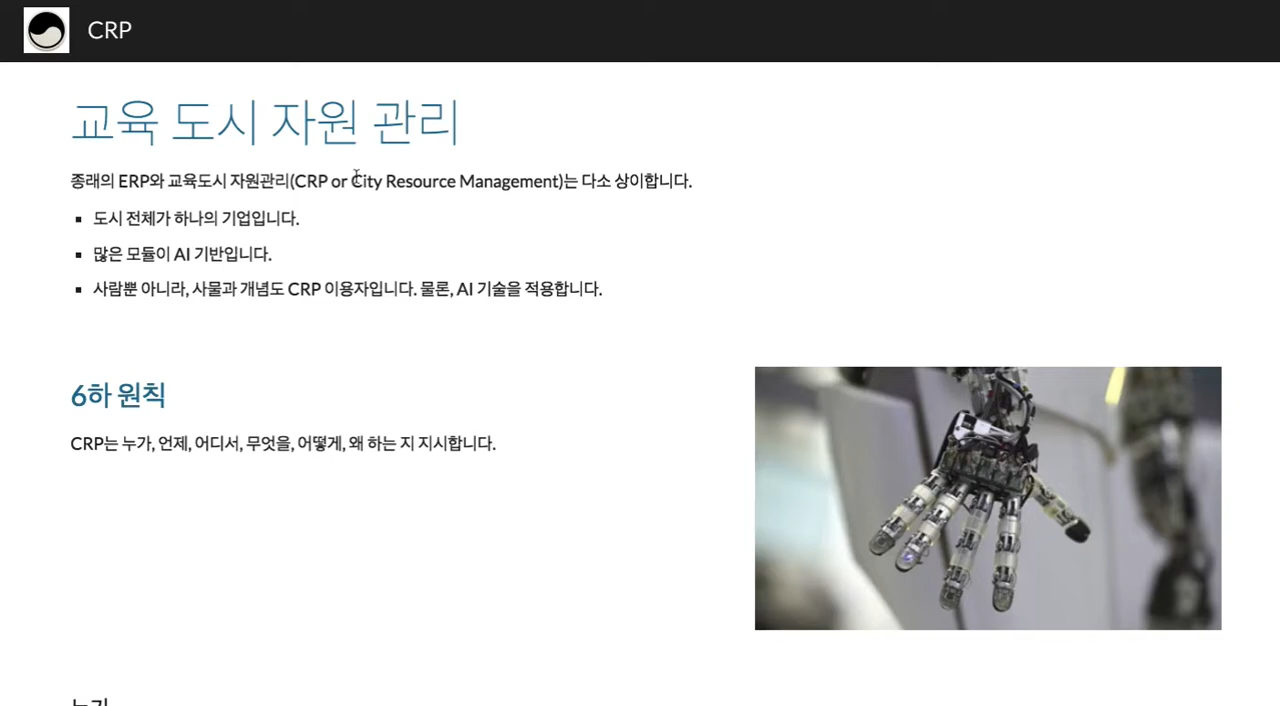 CRP
교육 도시 자원 관리
종래의 ERP와 교육도시 자원관리(CRP or City Resource Management)는 다소 상이합니다.
도시 전체가 하나의 기업입니다.
많은 모듈이 AI 기반입니다.
사람뿐 아니라, 사물과 개념도 CRP 이용자입니다. 물론, AI 기술을 적용합니다.
6하 원칙
CRP는 누가, 언제, 어디서, 무엇을, 어떻게, 왜 하는 지 지시합니다.